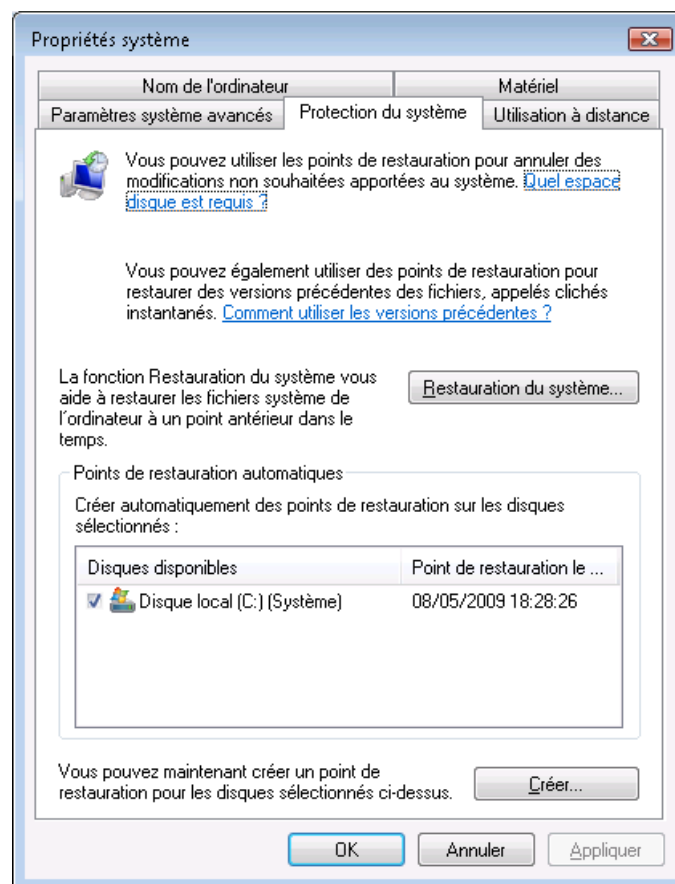 Propriétés système
Nom de l'ordinateur
Matériel
Paramètres système avancés
Protection du système
Utilisation à distance
Vous pouvez utiliser les points de restauration pour annuler des
modifications non souhaitées apportées au système. Quel espace
disque est requis ?
Vous pouvez également utiliser des points de restauration pour
restaurer des versions précédentes des fichiers, appelés clichés
instantanés. Comment utiliser les versions précédentes ?
La fonction Restauration du système vous
aide à restaurer les fichiers système de
l'ordinateur à un point antérieur dans le
temps.
Restauration du système...
Points de restauration automatiques
Créer automatiquement des points de restauration sur les disques
sélectionnés :
Disques disponibles
Point de restauration le ...
Disque local (C:) (Système)
08/05/2009 18:28:26
Vous pouvez maintenant créer un point de
restauration pour les disques sélectionnés ci-dessus.
Créer...
OK
Annuler
Appliquer